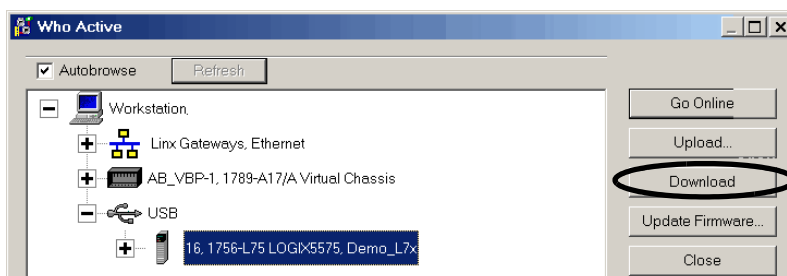 Who Active
Autobrowse
Refresh
Go Online
Workstation,
Linx Gateways, Ethernet
Upload...
AB_VBP-1, 1789-A17/A Virtual Chassis
Download
USB
Update Firmware...
16, 1756-L75 LOGIX5575, Demo_L7x
Close